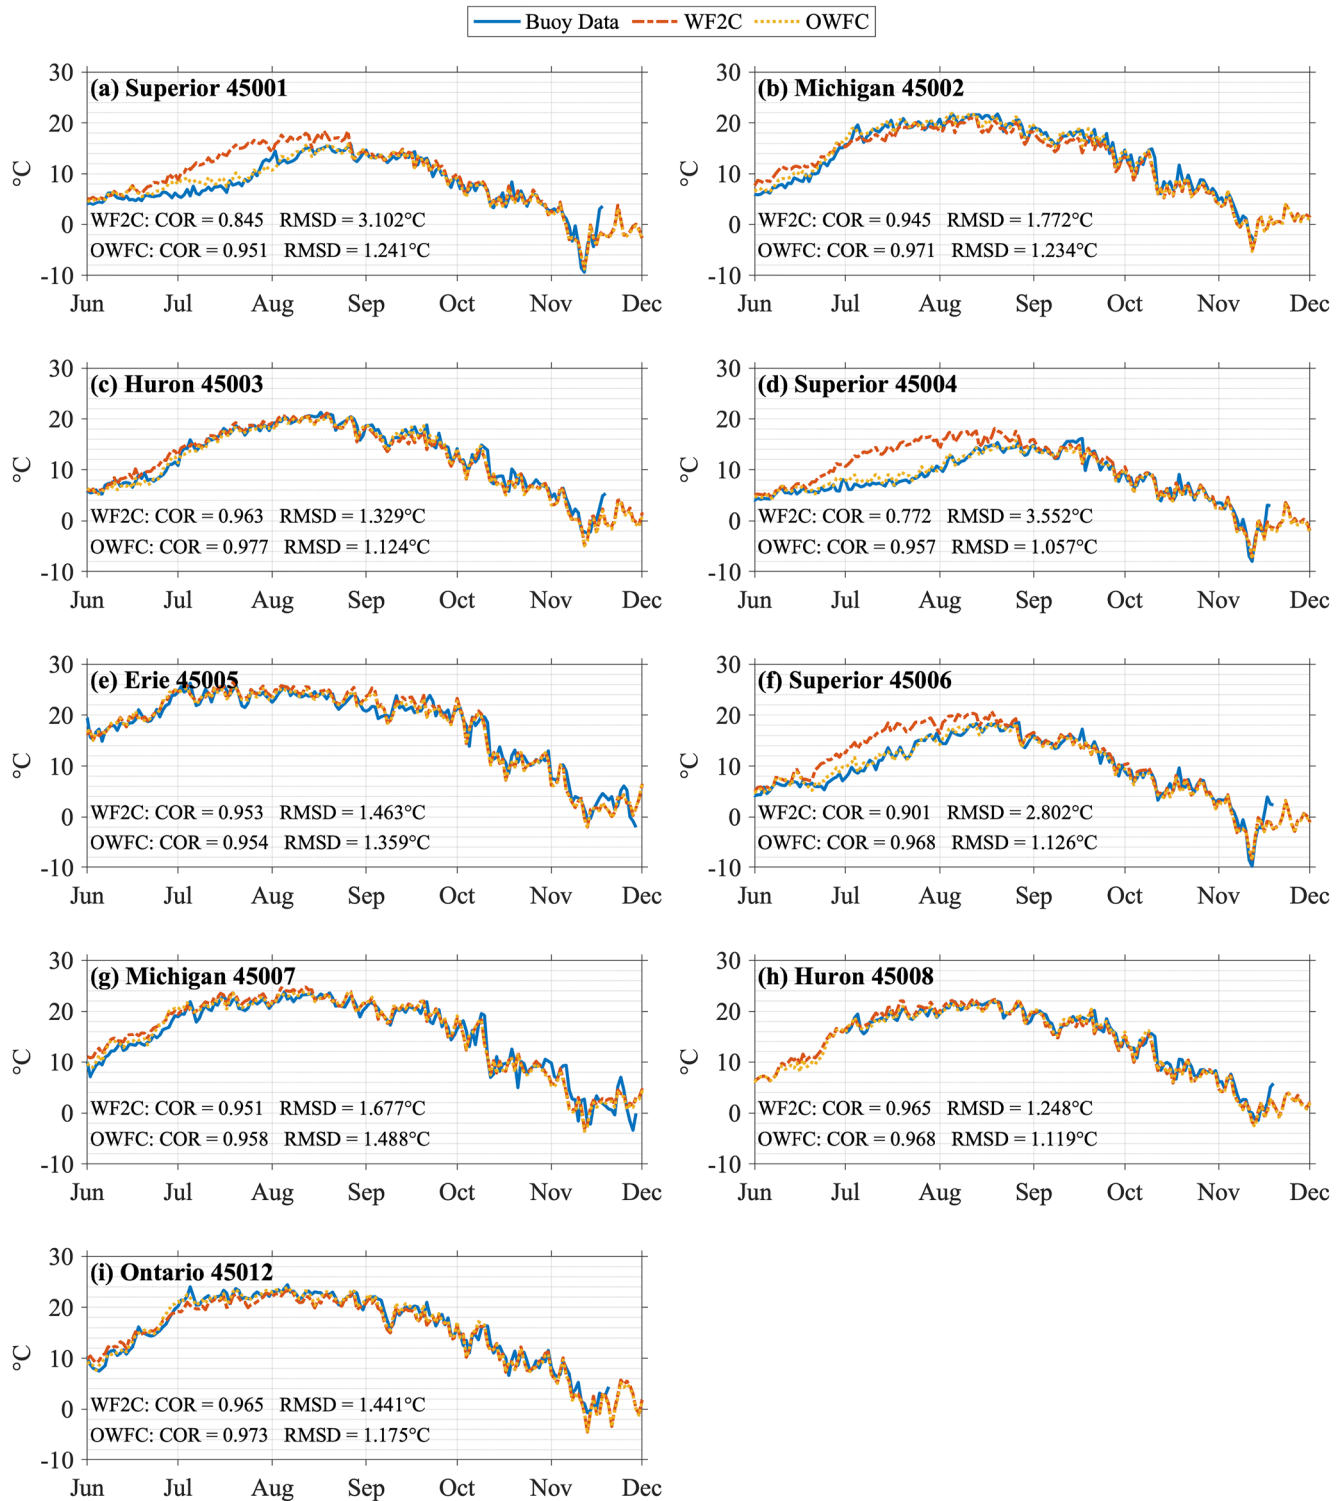 Buoy Data WF2C OWFC
(a) Superior 45001
30
20
10
0
-10
°C
WF2C: COR = 0.845 RMSD = 3.102°C
OWFC: COR = 0.951 RMSD = 1.241°C
Jun Jul Aug Sep Oct Nov Dec
(b) Michigan 45002
30
20
10
0
-10
°C
WF2C: COR = 0.945 RMSD = 1.772°C
OWFC: COR = 0.971 RMSD = 1.234°C
Jun Jul Aug Sep Oct Nov Dec
(c) Huron 45003
30
20
10
0
-10
°C
WF2C: COR = 0.963 RMSD = 1.329°C
OWFC: COR = 0.977 RMSD = 1.124°C
Jun Jul Aug Sep Oct Nov Dec
(d) Superior 45004
30
20
10
0
-10
°C
WF2C: COR = 0.772 RMSD = 3.552°C
OWFC: COR = 0.957 RMSD = 1.057°C
Jun Jul Aug Sep Oct Nov Dec
(e) Erie 45005
30
20
10
0
-10
°C
WF2C: COR = 0.953 RMSD = 1.463°C
OWFC: COR = 0.954 RMSD = 1.359°C
Jun Jul Aug Sep Oct Nov Dec
(f) Superior 45006
30
20
10
0
-10
°C
WF2C: COR = 0.901 RMSD = 2.802°C
OWFC: COR = 0.968 RMSD = 1.126°C
Jun Jul Aug Sep Oct Nov Dec
(g) Michigan 45007
30
20
10
0
-10
°C
WF2C: COR = 0.951 RMSD = 1.677°C
OWFC: COR = 0.958 RMSD = 1.488°C
Jun Jul Aug Sep Oct Nov Dec
(h) Huron 45008
30
20
10
0
-10
°C
WF2C: COR = 0.965 RMSD = 1.248°C
OWFC: COR = 0.968 RMSD = 1.119°C
Jun Jul Aug Sep Oct Nov Dec
(i) Ontario 45012
30
20
10
0
-10
°C
WF2C: COR = 0.965 RMSD = 1.441°C
OWFC: COR = 0.973 RMSD = 1.175°C
Jun Jul Aug Sep Oct Nov Dec